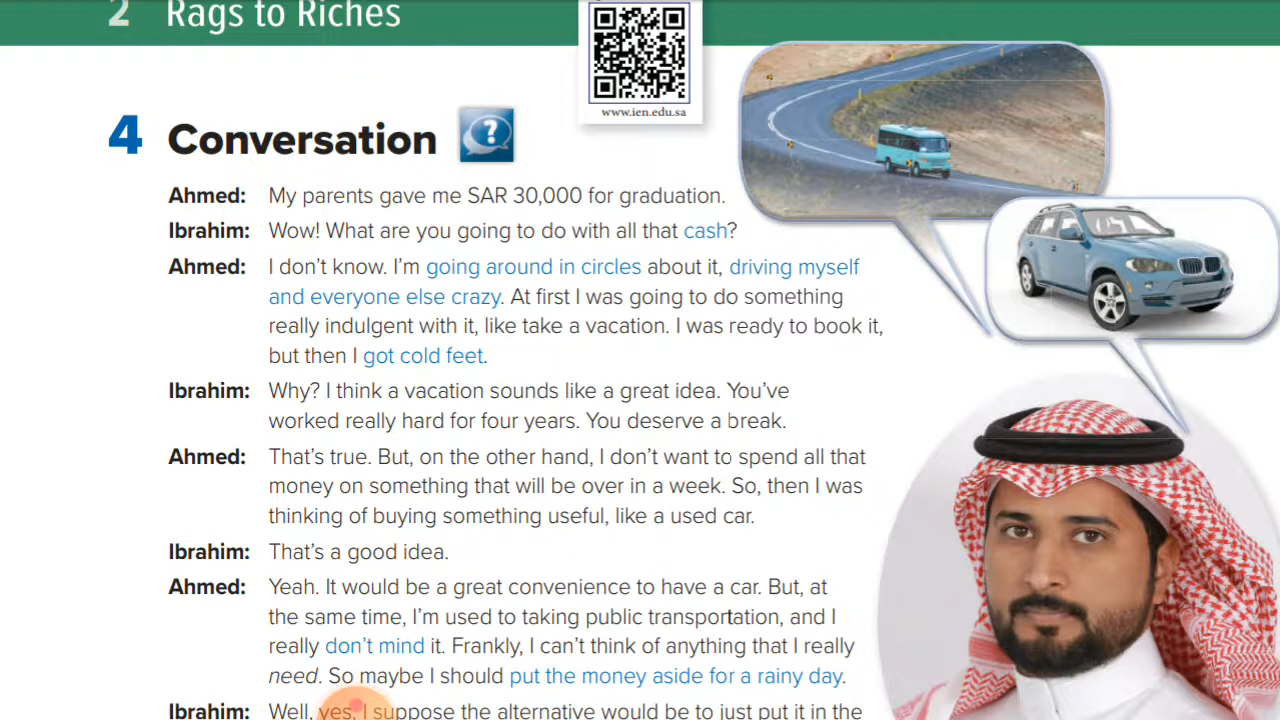 2 Rags to Riches
www.ien.edu.sa
4 Conversation
?
Ahmed: My parents gave me SAR 30,000 for graduation.
Ibrahim: Wow! What are you going to do with all that cash?
Ahmed: I don't know. I'm going around in circles about it, driving myself
and everyone else crazy. At first I was going to do something
really indulgent with it, like take a vacation. I was ready to book it,
but then I got cold feet.
Ibrahim: Why? I think a vacation sounds like a great idea. You've
worked really hard for four years. You deserve a break.
Ahmed: That's true. But, on the other hand, I don't want to spend all that
money on something that will be over in a week. So, then I was
thinking of buying something useful, like a used car.
Ibrahim: That's a good idea.
Ahmed: Yeah. It would be a great convenience to have a car. But, at
the same time, I'm used to taking public transportation, and I
really don't mind it. Frankly, I can't think of anything that I really
need. So maybe I should put the money aside for a rainy day.
Ibrahim: Well, yes, I suppose the alternative would be to just put it in the